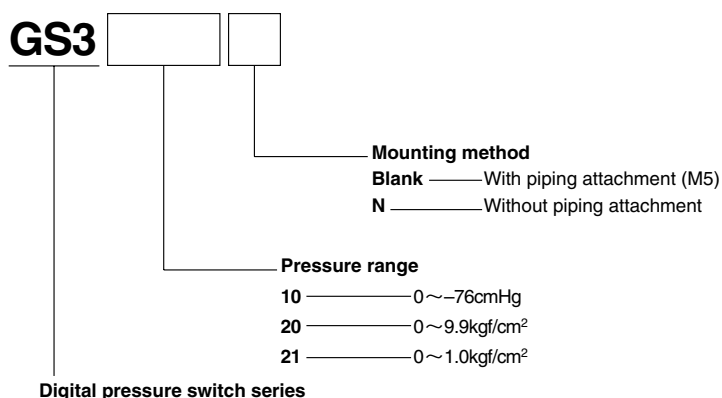 GS3
Mounting method
Blank With piping attachment (M5)
N Without piping attachment
Pressure range
10 0～–76cmHg
20 0～9.9kgf/cm²
21 0～1.0kgf/cm²
Digital pressure switch series